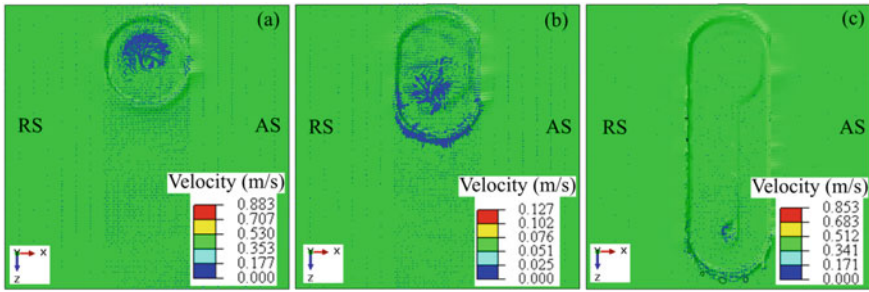 (a)
RS
AS
Velocity (m/s)
0.883
0.707
0.530
0.353
0.177
0.000
Y
X
Z
(b)
RS
AS
Velocity (m/s)
0.127
0.102
0.076
0.051
0.025
0.000
Y
X
Z
(c)
RS
AS
Velocity (m/s)
0.853
0.683
0.512
0.341
0.171
0.000
Y
X
Z